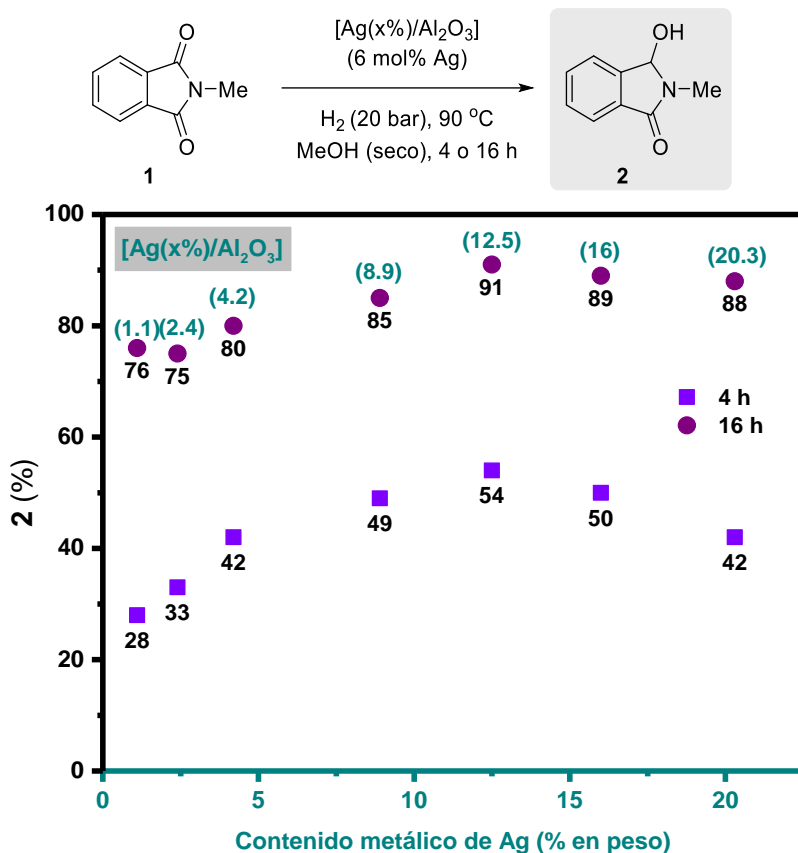 [Ag(x%)/Al₂O₃]
(6 mol% Ag)
H₂ (20 bar), 90 °C
MeOH (seco), 4 o 16 h
O
N
Me
O
1
OH
N
Me
O
2
[Ag(x%)/Al₂O₃]
(1.1)
(2.4)
(4.2)
(8.9)
(12.5)
(16)
(20.3)
76
75
80
85
91
89
88
4 h
16 h
28
33
42
49
54
50
42
2 (%)
100
80
60
40
20
0
0
5
10
15
20
Contenido metálico de Ag (% en peso)